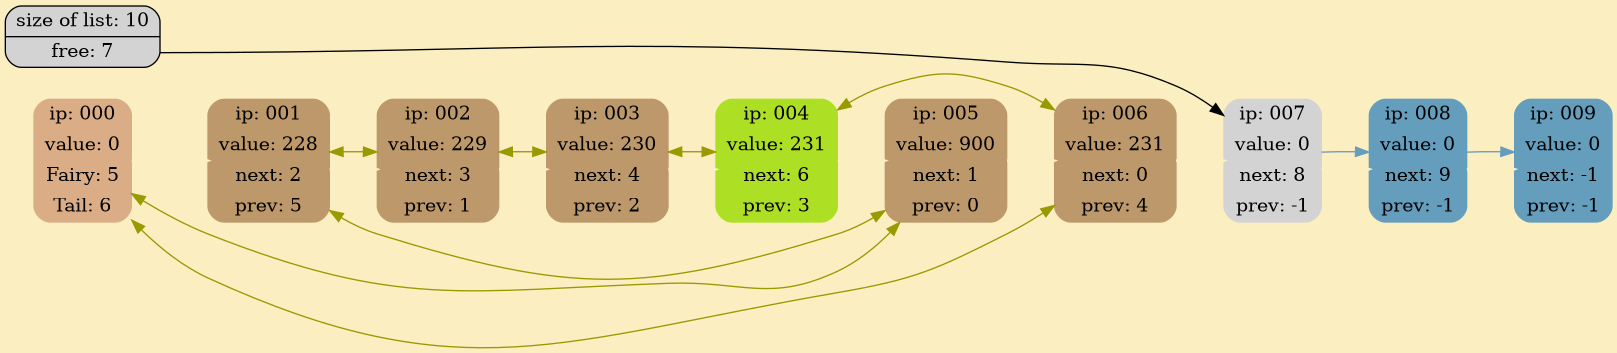 size of list: 10
free: 7
ip: 000
value: 0
Fairy: 5
Tail: 6
ip: 001
value: 228
next: 2
prev: 5
ip: 002
value: 229
next: 3
prev: 1
ip: 003
value: 230
next: 4
prev: 2
ip: 004
value: 231
next: 6
prev: 3
ip: 005
value: 900
next: 1
prev: 0
ip: 006
value: 231
next: 0
prev: 4
ip: 007
value: 0
next: 8
prev: -1
ip: 008
value: 0
next: 9
prev: -1
ip: 009
value: 0
next: -1
prev: -1